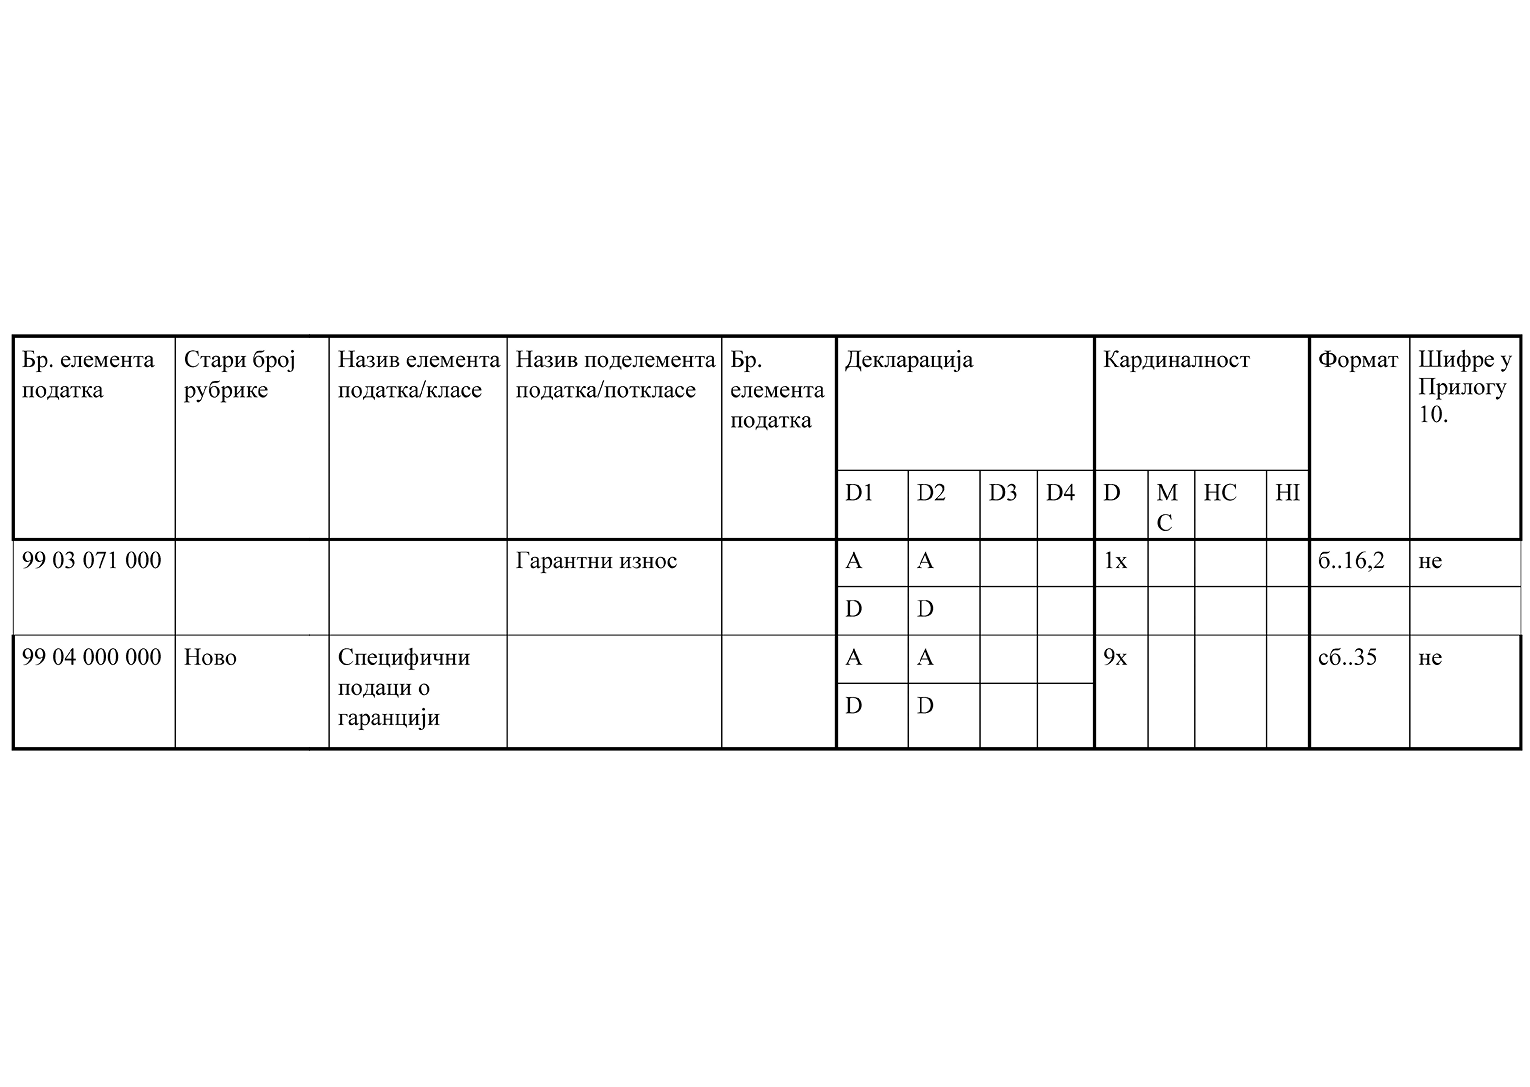 Бр. елемента
податка
Стари број
рубрике
Назив елемента
податка/класе
Назив поделемента
податка/поткласе
Бр.
елемента
податка
Декларација
Кардиналност
Формат
Шифре у
Прилогу
10.
D1
D2
D3
D4
D
M
C
HC
HI
99 03 071 000
Гарантни износ
A
A
1x
б..16,2
не
D
D
99 04 000 000
Ново
Специфични
подаци о
гаранцији
A
A
9x
сб..35
не
D
D